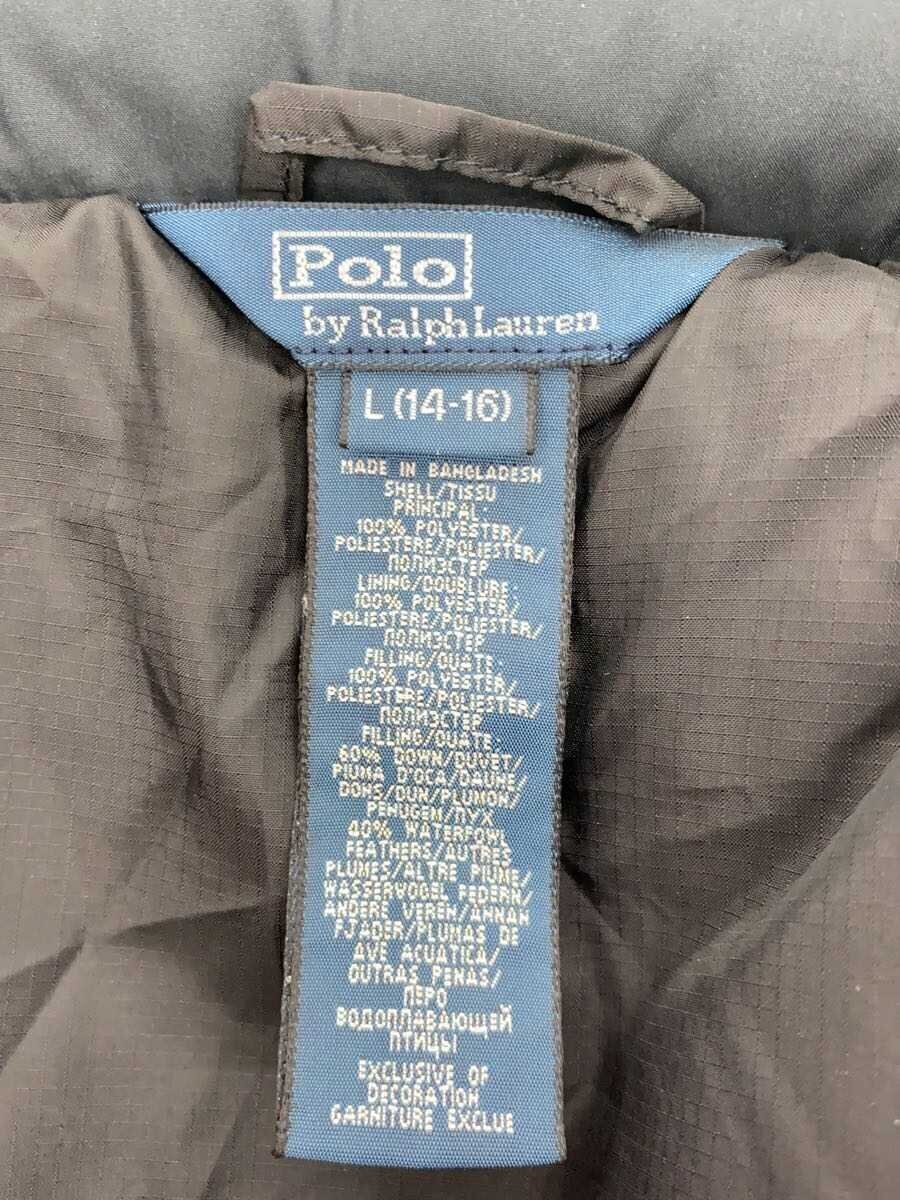 Polo
by Ralph Lauren
L (14-16)
MADE IN BANGLADESH
SHELL/TISSU
PRINCIPAL:
100% POLYESTER/
POLIESTERE/POLIESTER/
ПОЛИЭСТЕР
LINING/DOUBLURE:
100% POLYESTER/
POLIESTERE/POLIESTER/
ПОЛИЭСТЕР
FILLING/OUATE:
100% POLYESTER/
POLIESTERE/POLIESTER/
ПОЛИЭСТЕР
FILLING/OUATE:
60% DOWN/DUVET/
PIUMA D'OCA/DAUNE/
DONS/DUN/PLUMON/
PENUGEM/ПУХ
40% WATERFOWL
FEATHERS/AUTRES
PLUMES/ALTRE PIUME/
WASSERVOGEL FEDERN/
ANDERE VEREN/ANNAN
FJADER/PLUMAS DE
AVE ACUATICA/
OUTRAS PENAS/
ПЕРО
ВОДОПЛАВАЮЩЕЙ
ПТИЦЫ
EXCLUSIVE OF
DECORATION
GARNITURE EXCLUE